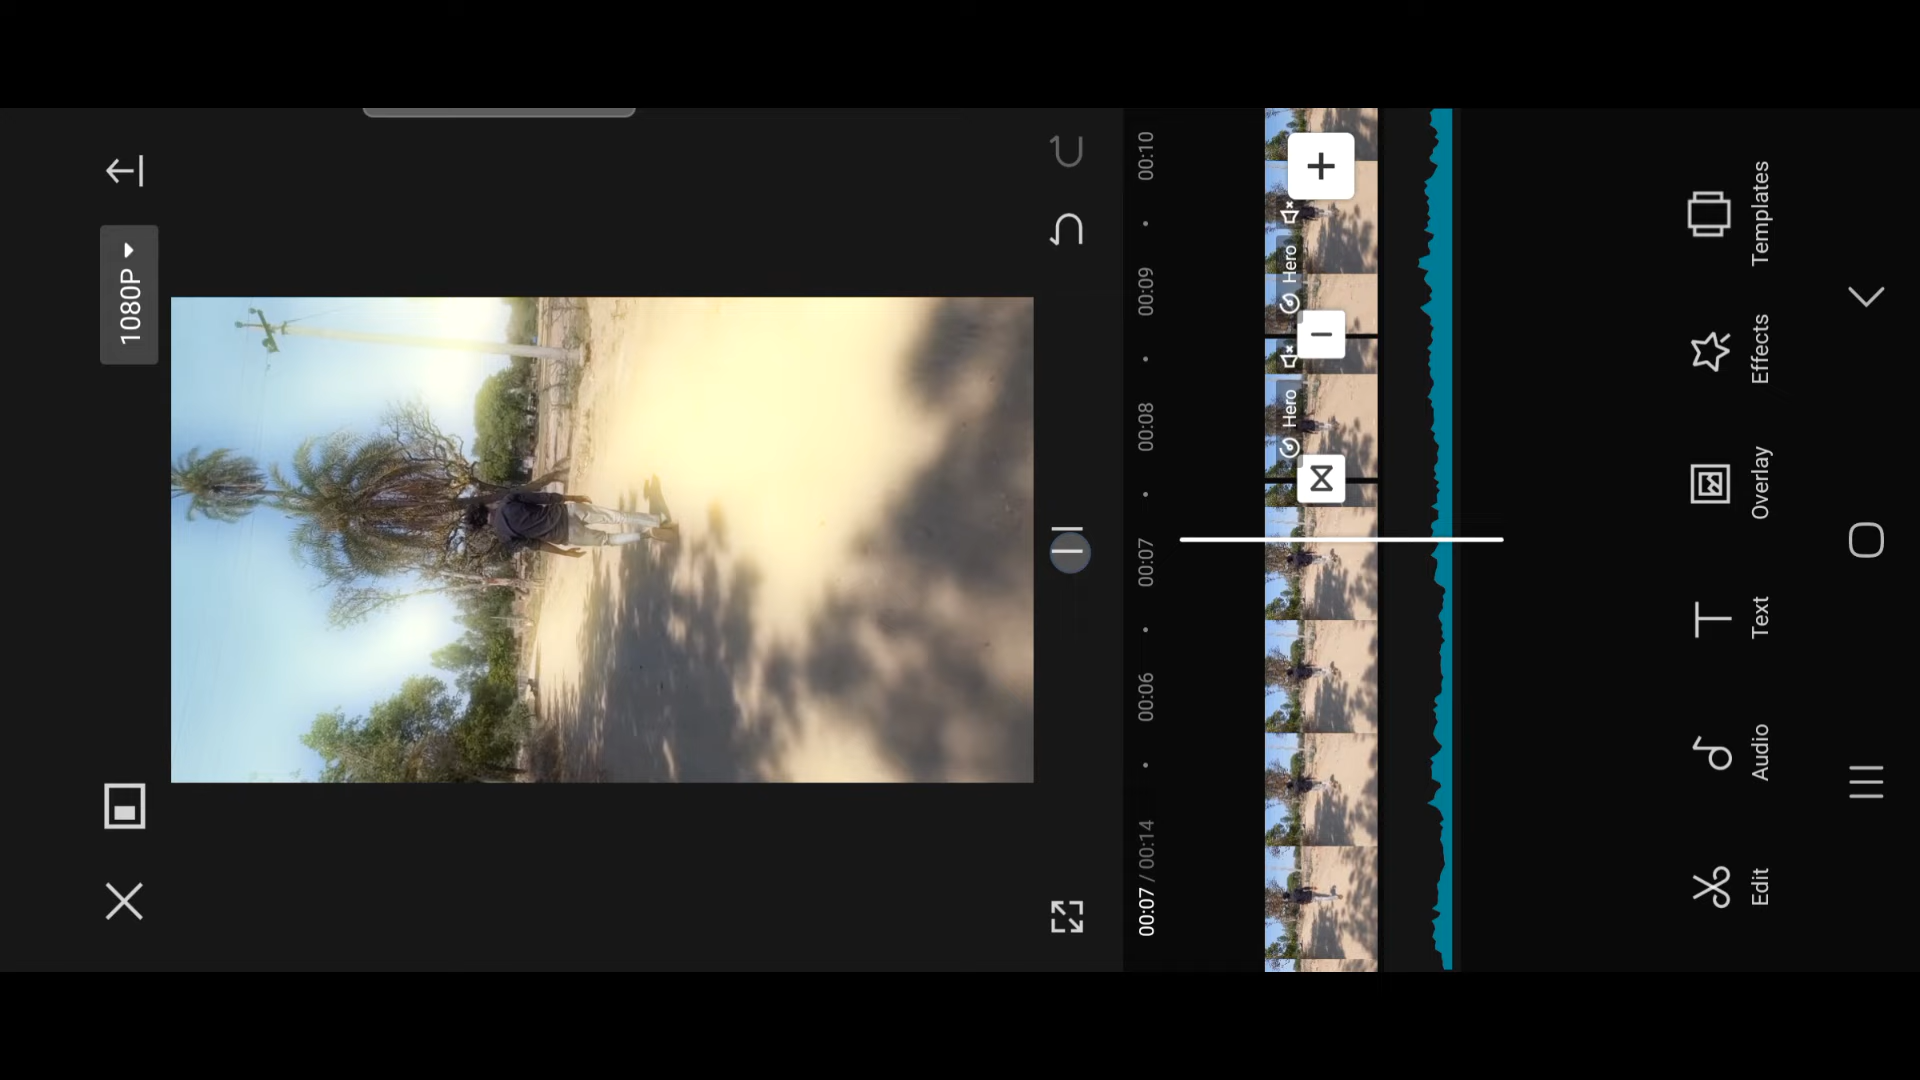 1080P
00:07 / 00:14
00:06
00:07
00:08
00:09
00:10
Hero
Hero
Edit
Audio
Text
Overlay
Effects
Templates